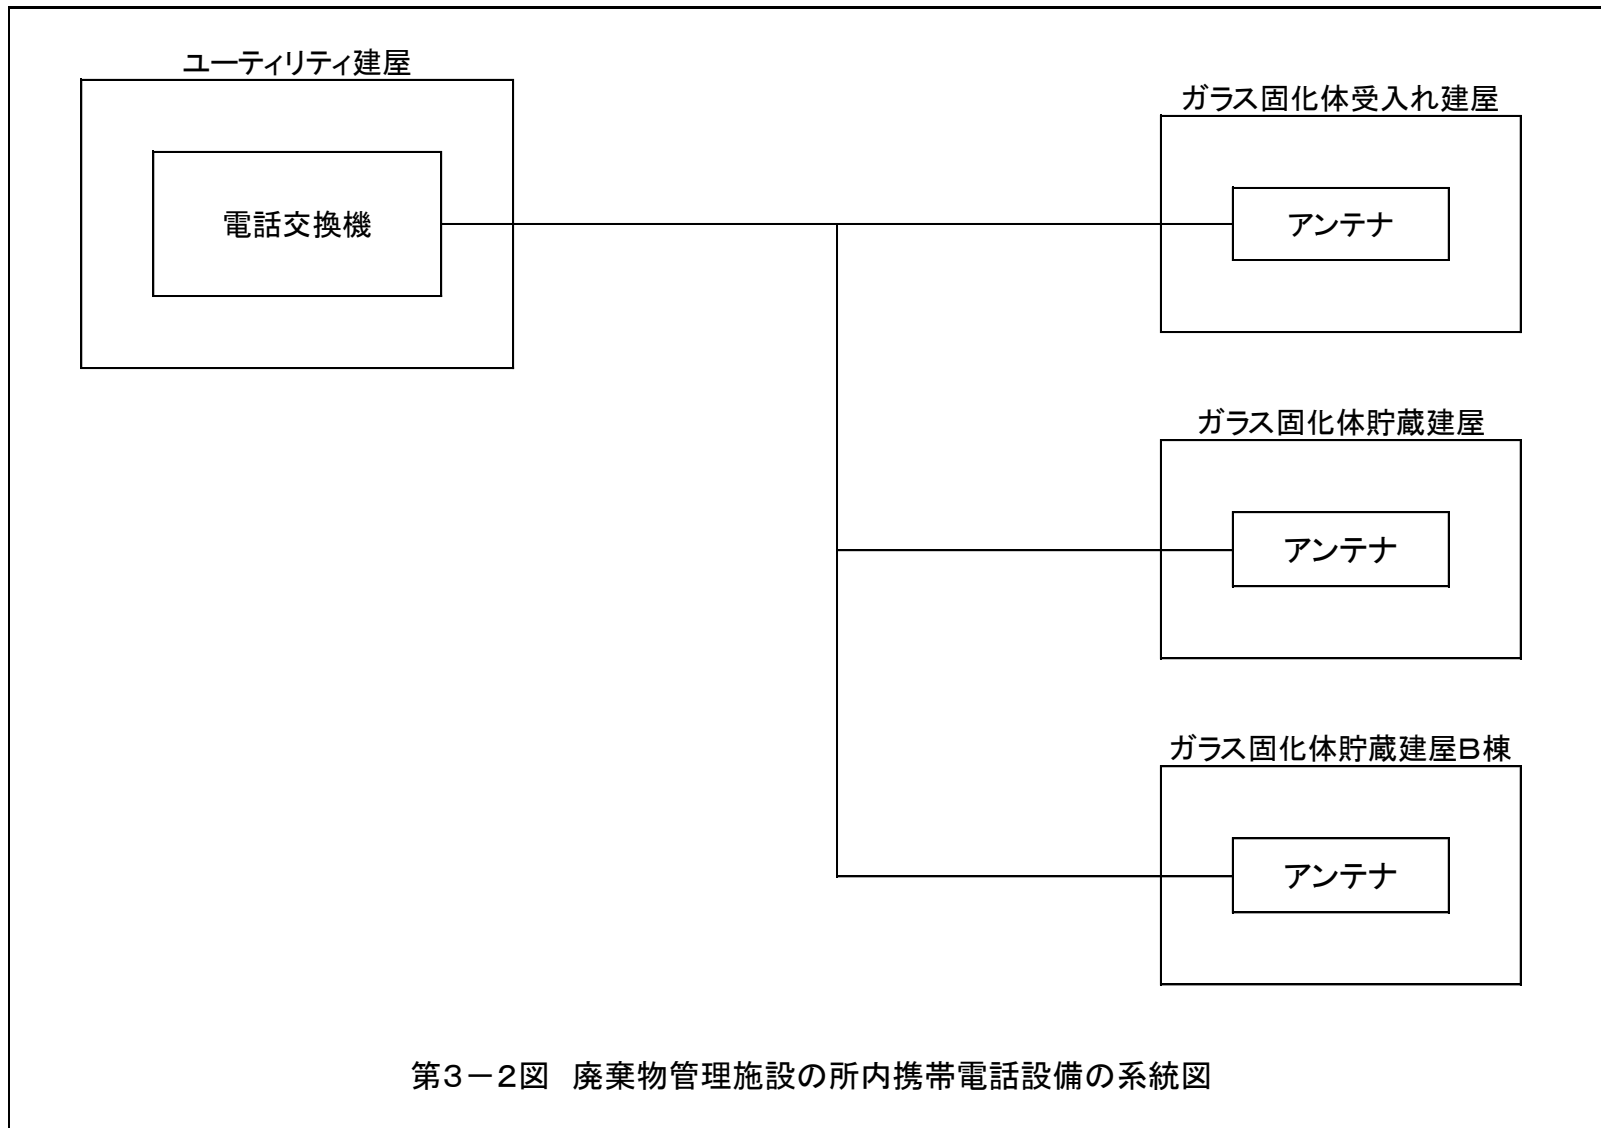 ユーティリティ建屋
電話交換機
ガラス固化体受入れ建屋
アンテナ
ガラス固化体貯蔵建屋
アンテナ
ガラス固化体貯蔵建屋B棟
アンテナ
第3-2図 廃棄物管理施設の所内携帯電話設備の系統図